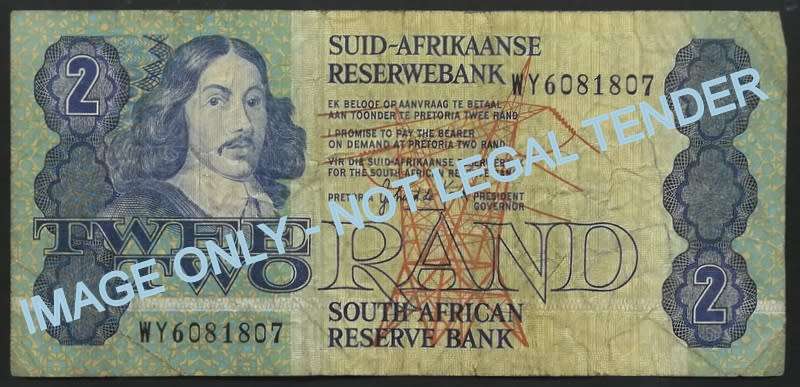 2
SUID-AFRIKAANSE
RESERWEBANK
WY6081807
EK BELOOF OP AANVRAAG TE BETAAL
AAN TOONDER TE PRETORIA TWEE RAND
I PROMISE TO PAY THE BEARER
ON DEMAND AT PRETORIA TWO RAND
VIR DIE SUID-AFRIKAANSE
FOR THE SOUTH AFRICAN
PRETORIA
PRESIDENT
GOVERNOR
TWEE
TWO
RAND
2
WY6081807
SOUTH AFRICAN
RESERVE BANK
IMAGE ONLY - NOT LEGAL TENDER